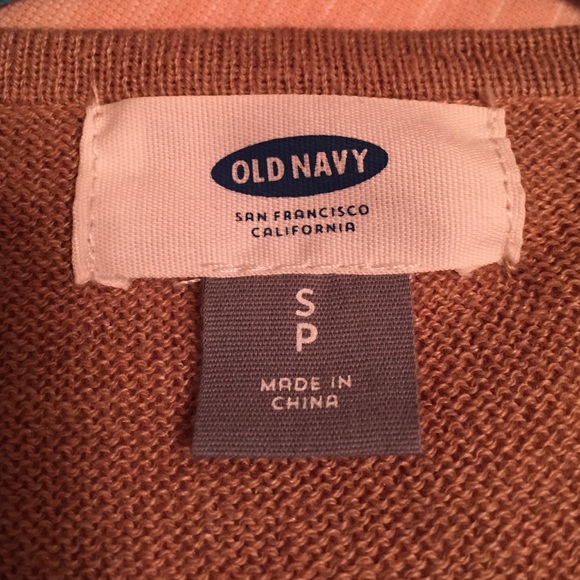 OLD NAVY
SAN FRANCISCO
CALIFORNIA
S
P
MADE IN
CHINA